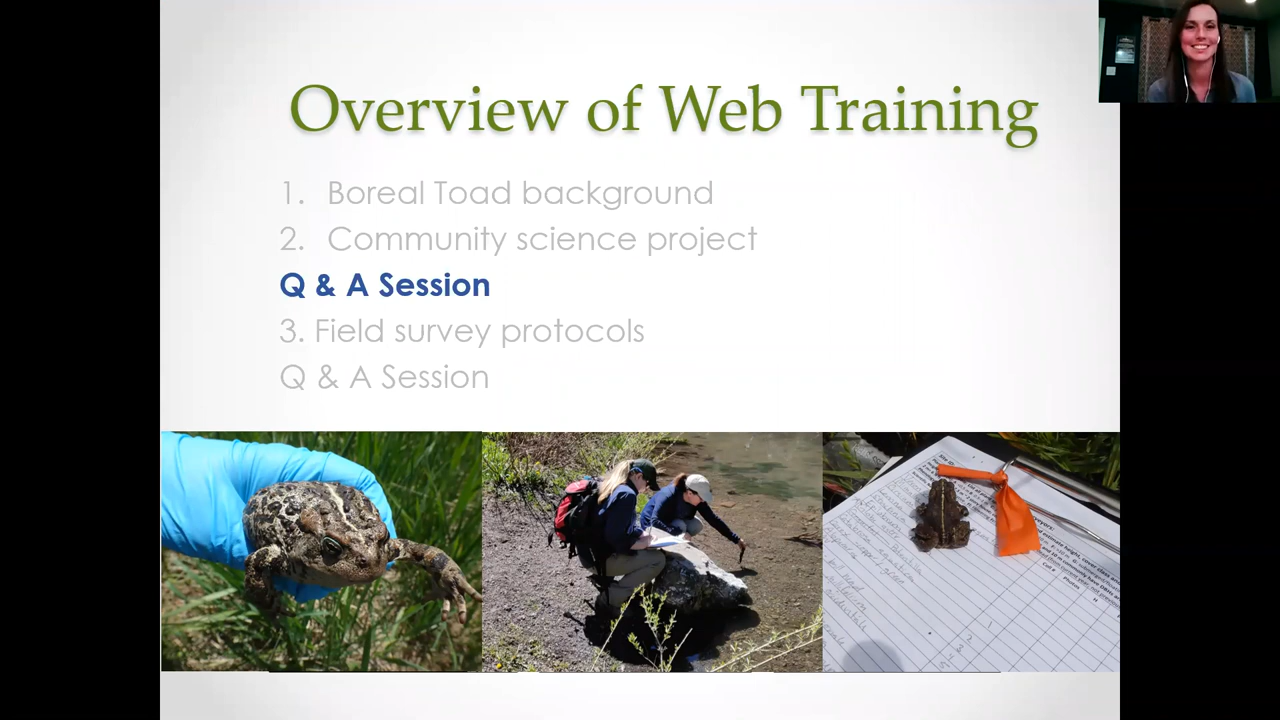 Overview of Web Training
1. Boreal Toad background
2. Community science project
Q & A Session
3. Field survey protocols
Q & A Session